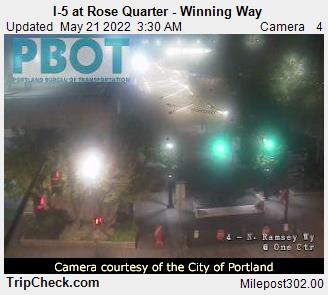 I-5 at Rose Quarter - Winning Way
Updated May 21 2022 3:30 AM Camera 4
PBOT
PORTLAND BUREAU OF TRANSPORTATION
4 - N. Ramsey Wy
@ One Ctr
Camera courtesy of the City of Portland
TripCheck.com Milepost302.00